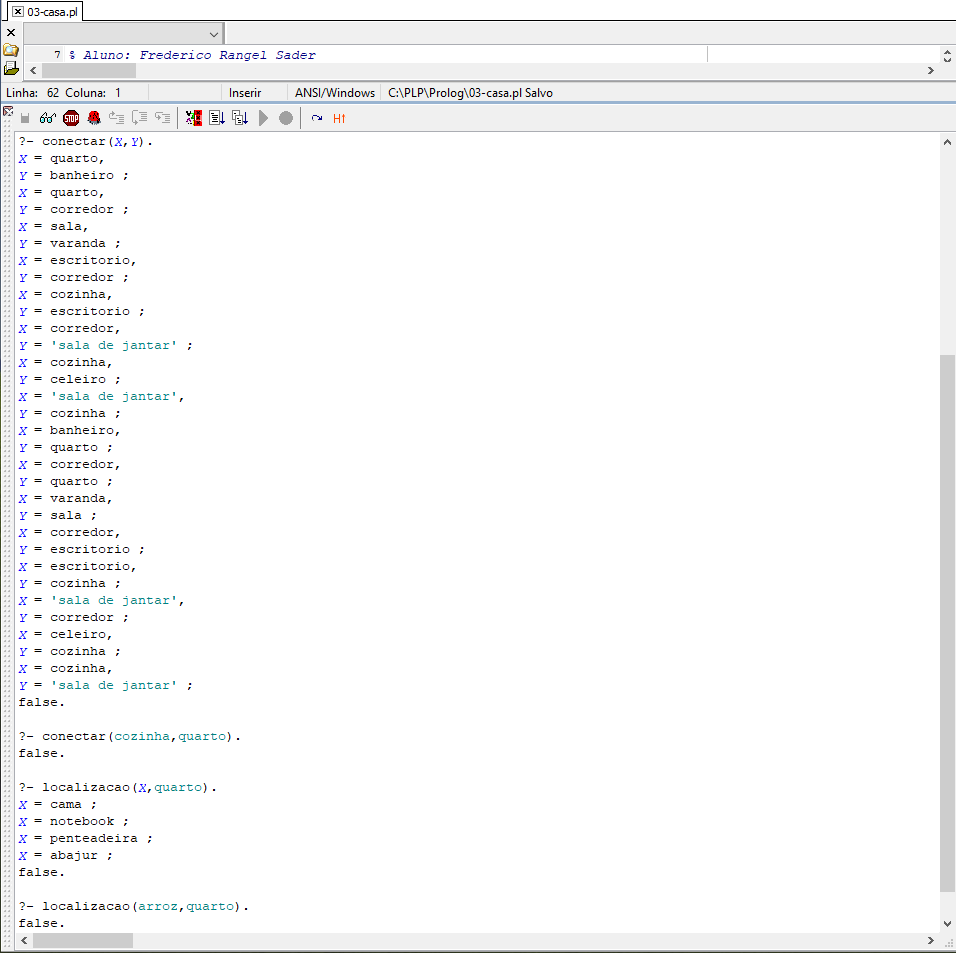 03-casa.pl
7 % Aluno: Frederico Rangel Sader
Linha: 62 Coluna: 1 Inserir ANSI/Windows C:\PLP\Prolog\03-casa.pl Salvo
STOP H↑
?- conectar(X,Y).
X = quarto,
Y = banheiro ;
X = quarto,
Y = corredor ;
X = sala,
Y = varanda ;
X = escritorio,
Y = corredor ;
X = cozinha,
Y = escritorio ;
X = corredor,
Y = 'sala de jantar' ;
X = cozinha,
Y = celeiro ;
X = 'sala de jantar',
Y = cozinha ;
X = banheiro,
Y = quarto ;
X = corredor,
Y = quarto ;
X = varanda,
Y = sala ;
X = corredor,
Y = escritorio ;
X = escritorio,
Y = cozinha ;
X = 'sala de jantar',
Y = corredor ;
X = celeiro,
Y = cozinha ;
X = cozinha,
Y = 'sala de jantar' ;
false.
?- conectar(cozinha,quarto).
false.
?- localizacao(X,quarto).
X = cama ;
X = notebook ;
X = penteadeira ;
X = abajur ;
false.
?- localizacao(arroz,quarto).
false.